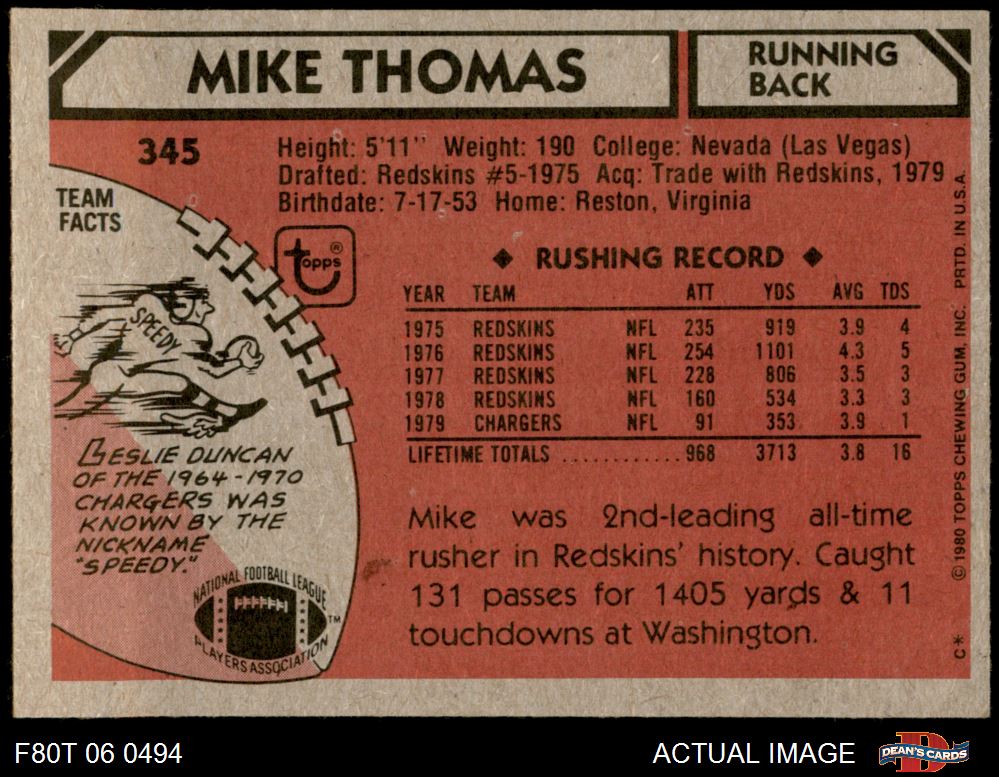 MIKE THOMAS
RUNNING
BACK
345
Height: 5'11" Weight: 190 College: Nevada (Las Vegas)
Drafted: Redskins #5-1975 Acq: Trade with Redskins, 1979
Birthdate: 7-17-53 Home: Reston, Virginia
TEAM
FACTS
topps®
SPEEDY
LESLIE DUNCAN
OF THE 1964-1970
CHARGERS WAS
KNOWN BY THE
NICKNAME
"SPEEDY."
NATIONAL FOOTBALL LEAGUE
PLAYERS ASSOCIATION
TM
◆ RUSHING RECORD ◆
YEAR TEAM ATT YDS AVG TDS
1975 REDSKINS NFL 235 919 3.9 4
1976 REDSKINS NFL 254 1101 4.3 5
1977 REDSKINS NFL 228 806 3.5 3
1978 REDSKINS NFL 160 534 3.3 3
1979 CHARGERS NFL 91 353 3.9 1
LIFETIME TOTALS ............ 968 3713 3.8 16
Mike was 2nd-leading all-time
rusher in Redskins' history. Caught
131 passes for 1405 yards & 11
touchdowns at Washington.
C* © 1980 TOPPS CHEWING GUM, INC. PRTD. IN U.S.A.
F80T 06 0494
ACTUAL IMAGE
DEAN'S CARDS